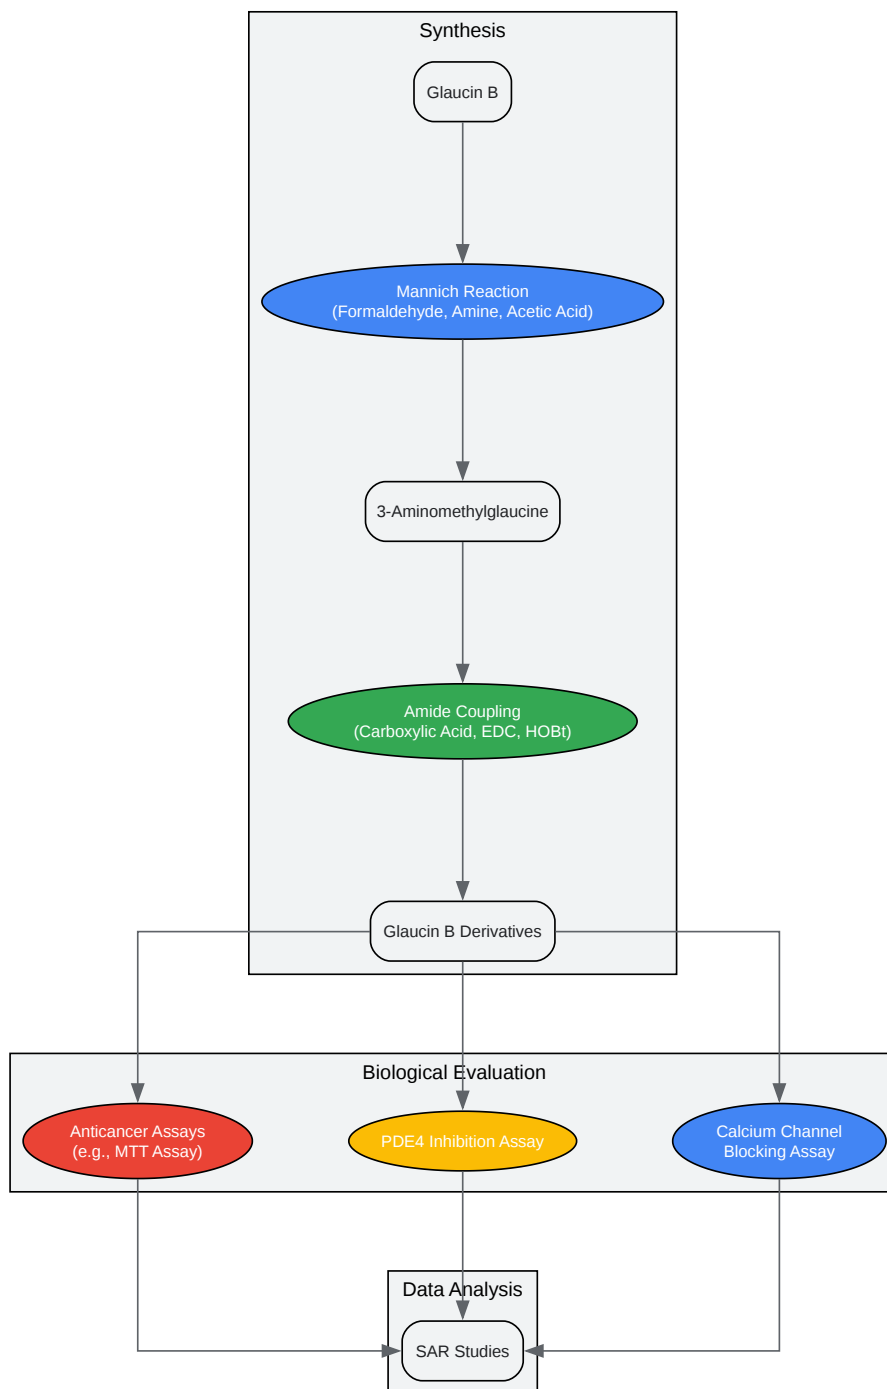 Synthesis
Glaucin B
Mannich Reaction
(Formaldehyde, Amine, Acetic Acid)
3-Aminomethylglaucine
Amide Coupling
(Carboxylic Acid, EDC, HOBt)
Glaucin B Derivatives
Biological Evaluation
Anticancer Assays
(e.g., MTT Assay)
PDE4 Inhibition Assay
Calcium Channel
Blocking Assay
Data Analysis
SAR Studies